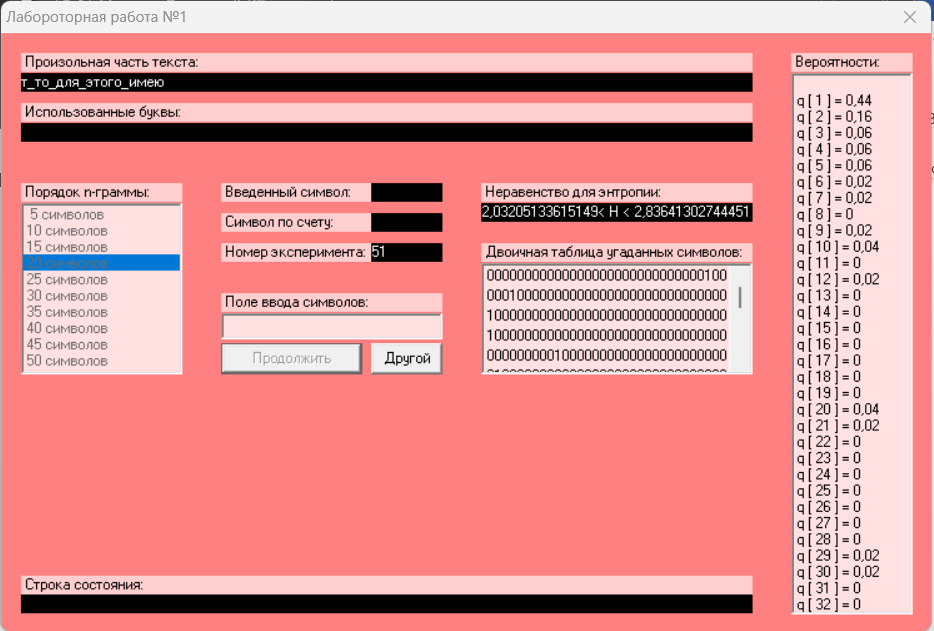 Лабороторная работа №1
Произольная часть текста:
т_то_для_этого_имею
Использованные буквы:
Порядок n-граммы:
5 символов
10 символов
15 символов
20 символов
25 символов
30 символов
35 символов
40 символов
45 символов
50 символов
Введенный символ:
Символ по счету:
Номер эксперимента: 51
Поле ввода символов:
Продолжить
Другой
Неравенство для энтропии:
2,03205133615149< H < 2,83641302744451
Двоичная таблица угаданных символов:
00000000000000000000000000000100
00010000000000000000000000000000
10000000000000000000000000000000
10000000000000000000000000000000
00000000010000000000000000000000
Строка состояния:
Вероятности:
q [ 1 ] = 0,44
q [ 2 ] = 0,16
q [ 3 ] = 0,06
q [ 4 ] = 0,06
q [ 5 ] = 0,06
q [ 6 ] = 0,02
q [ 7 ] = 0,02
q [ 8 ] = 0
q [ 9 ] = 0,02
q [ 10 ] = 0,04
q [ 11 ] = 0
q [ 12 ] = 0,02
q [ 13 ] = 0
q [ 14 ] = 0
q [ 15 ] = 0
q [ 16 ] = 0
q [ 17 ] = 0
q [ 18 ] = 0
q [ 19 ] = 0
q [ 20 ] = 0,04
q [ 21 ] = 0,02
q [ 22 ] = 0
q [ 23 ] = 0
q [ 24 ] = 0
q [ 25 ] = 0
q [ 26 ] = 0
q [ 27 ] = 0
q [ 28 ] = 0
q [ 29 ] = 0,02
q [ 30 ] = 0,02
q [ 31 ] = 0
q [ 32 ] = 0